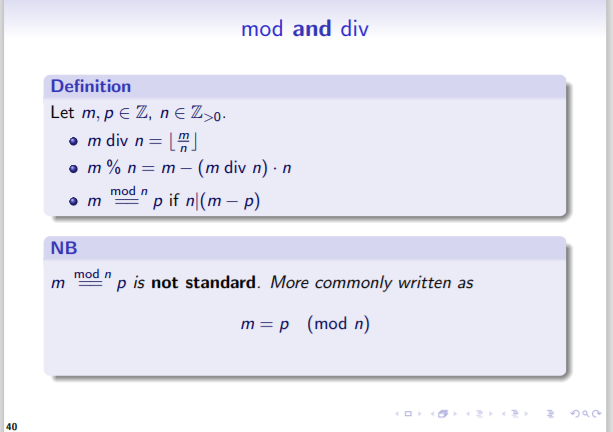 mod and div
Definition
Let m, p ∈ ℤ, n ∈ ℤ>0.
• m div n = ⌊m/n⌋
• m % n = m − (m div n) · n
• m =(mod n) p if n|(m − p)
NB
m =(mod n) p is not standard. More commonly written as
m = p (mod n)
40